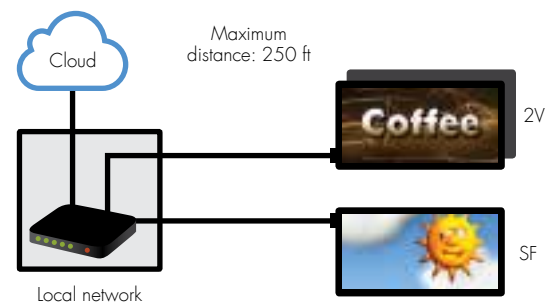 Maximum
distance: 250 ft
Cloud
Coffee
2V
SF
Local network